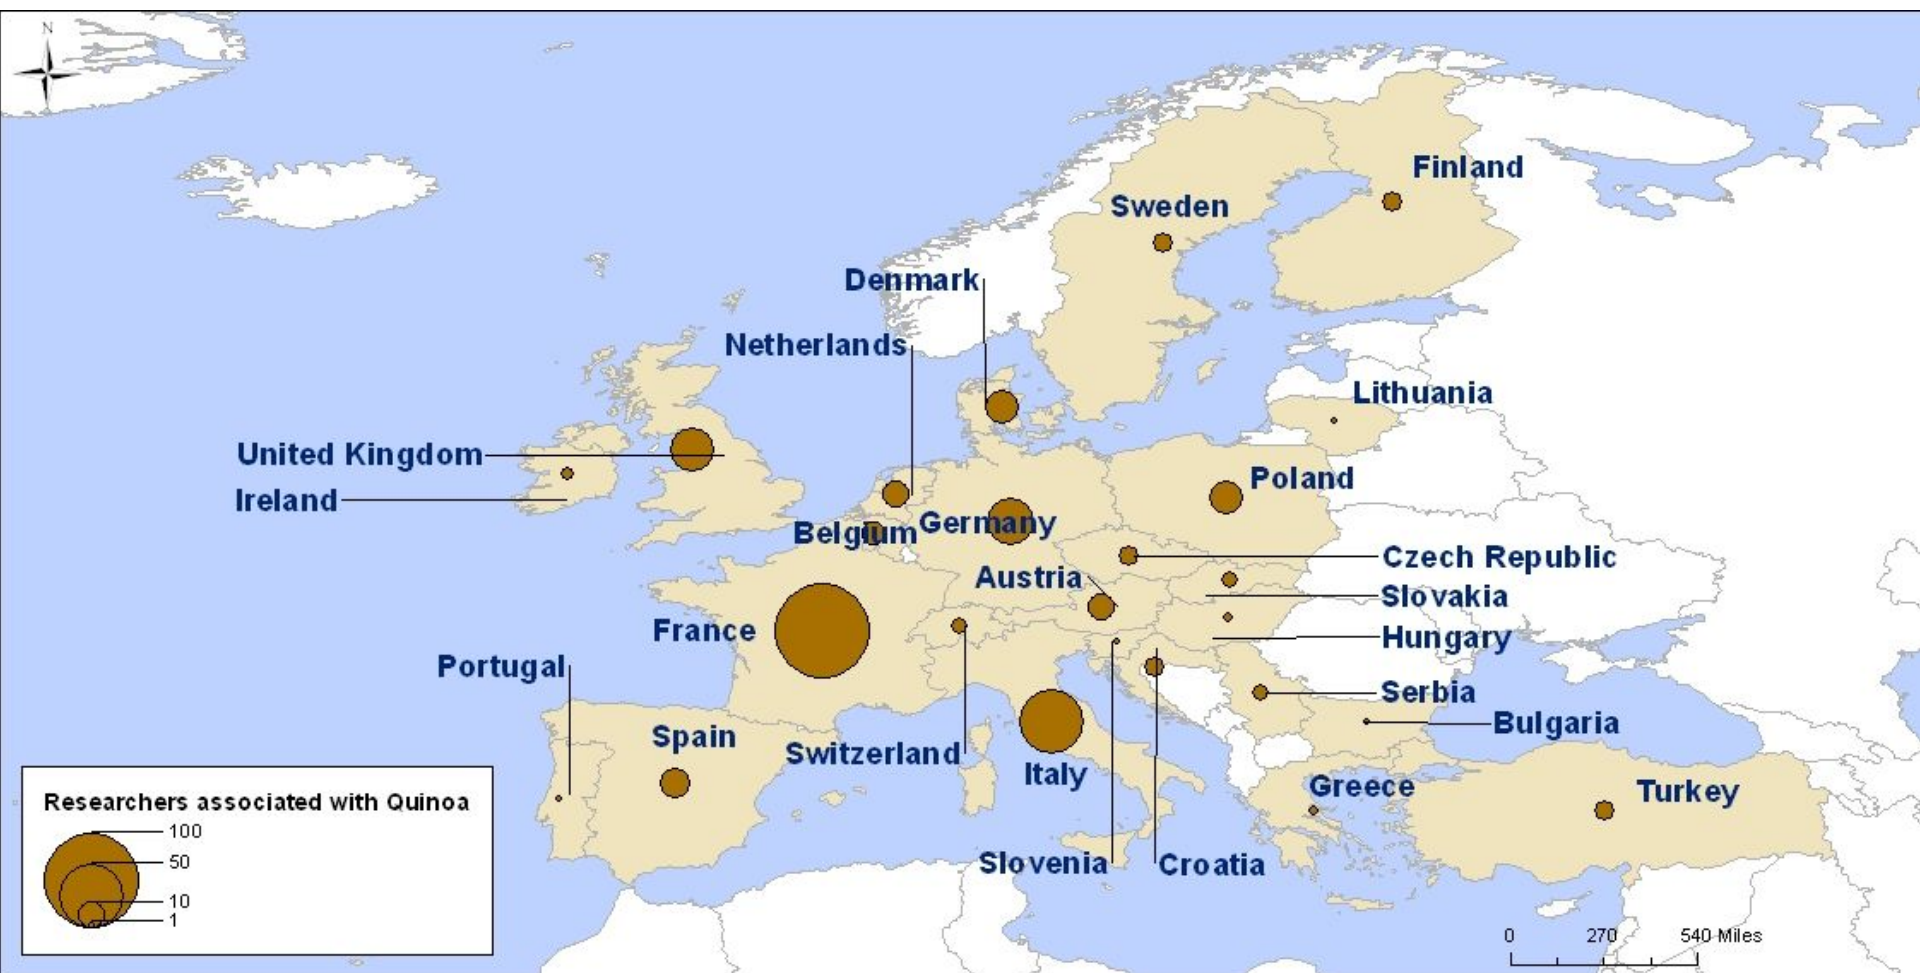 N
Finland
Sweden
Denmark
Netherlands
Lithuania
United Kingdom
Ireland
Poland
Belgium
Germany
Czech Republic
Austria
Slovakia
France
Hungary
Portugal
Serbia
Bulgaria
Spain
Switzerland
Italy
Greece
Turkey
Slovenia
Croatia
Researchers associated with Quinoa
100
50
10
1
0 270 540 Miles